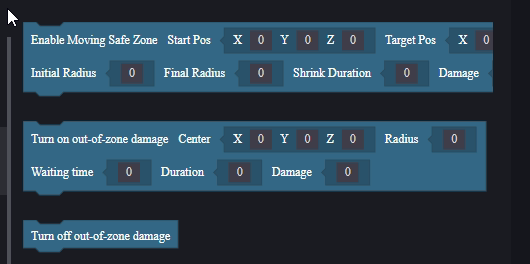 Enable Moving Safe Zone Start Pos X 0 Y 0 Z 0 Target Pos X 0
Initial Radius 0 Final Radius 0 Shrink Duration 0 Damage
Turn on out-of-zone damage Center X 0 Y 0 Z 0 Radius 0
Waiting time 0 Duration 0 Damage 0
Turn off out-of-zone damage